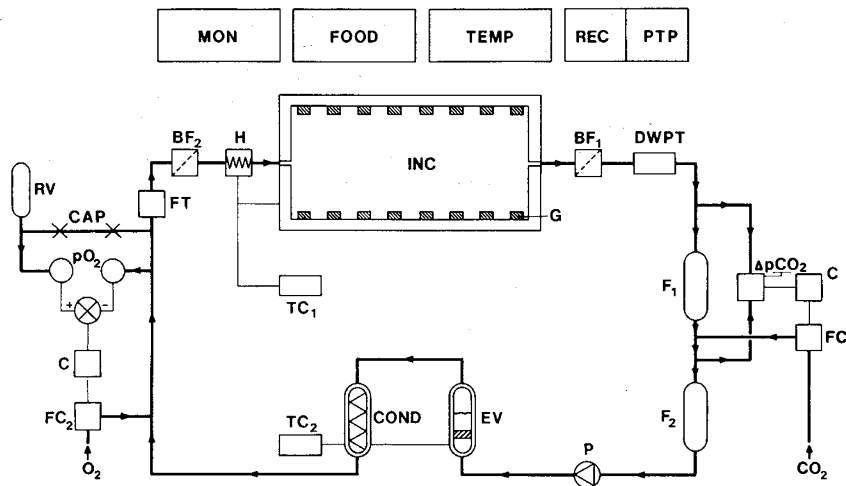 MON FOOD TEMP REC PTP
BF₂ H BF₁ DWPT
INC
RV
FT
CAP
G
pO₂ ΔpCO₂
C
F₁
TC₁
+ −
FC
C
FC₂
TC₂ COND EV F₂
P
O₂ CO₂